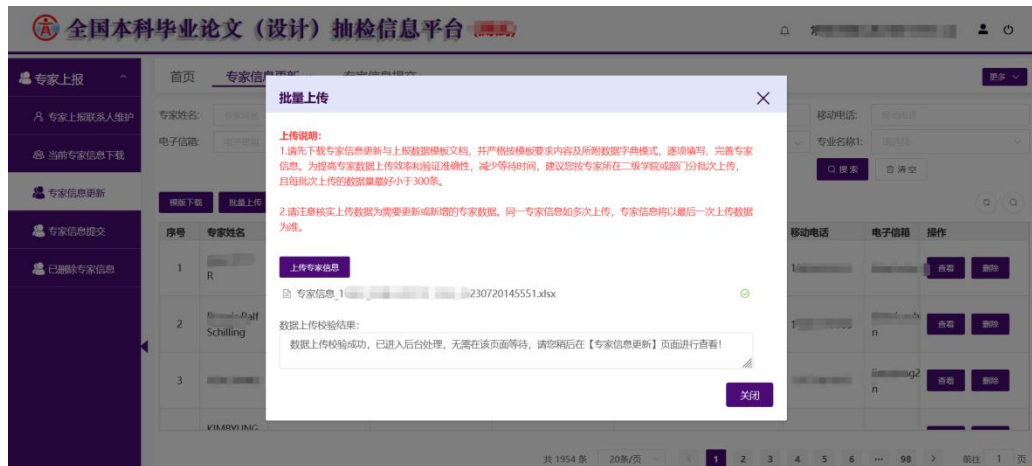 全国本科毕业论文（设计）抽检信息平台
专家上报
首页
专家信息更新
专家信息提交
更多
专家上报联系人维护
当前专家信息下载
专家信息更新
专家信息提交
已删除专家信息
专家姓名:
移动电话:
电子信箱:
专业名称1:
搜索
清空
模版下载
批量上传
批量上传
上传说明:
1.请先下载专家信息更新与上报数据模板文档，并严格按模板要求内容及所附数据字典模式，逐项填写、完善专家
信息。为提高专家数据上传效率和验证准确性，减少等待时间，建议您按专家所在二级学院或部门分批次上传，
且每批次上传的数据量最好小于300条。
2.请注意核实上传数据为需要更新或新增的专家数据。同一专家信息如多次上传，专家信息将以最后一次上传数据
为准。
上传专家信息
专家信息_1
230720145551.xlsx
数据上传校验结果:
数据上传校验成功，已进入后台处理，无需在该页面等待，请您稍后在【专家信息更新】页面进行查看！
关闭
序号 专家姓名 移动电话 电子信箱 操作
1 R 查看 删除
2 Schilling n 查看 删除
3 n 查看 删除
共 1954 条 20条/页 1 2 3 4 5 6 ··· 98 前往 1 页